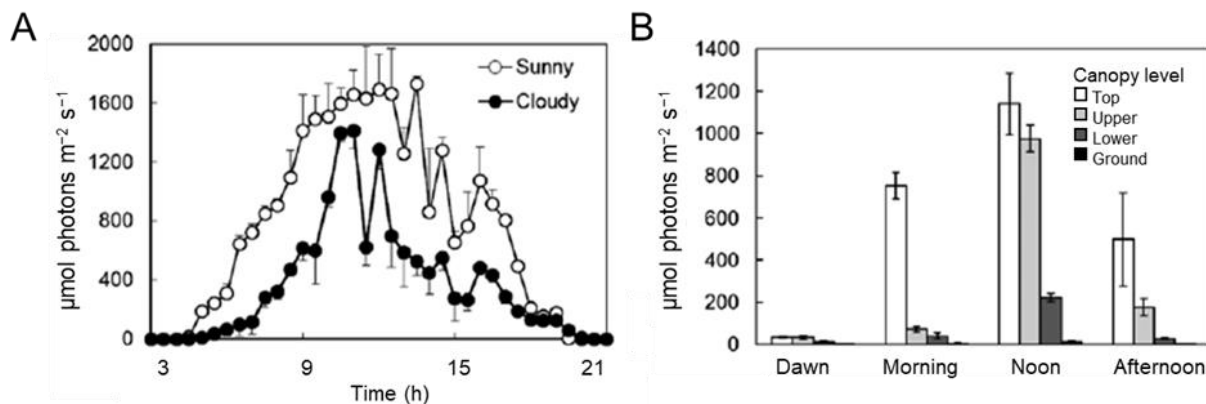 A
μmol photons m⁻² s⁻¹
2000
1600
1200
800
400
0
Sunny
Cloudy
3 9 15 21
Time (h)
B
μmol photons m⁻² s⁻¹
1400
1200
1000
800
600
400
200
0
Canopy level
Top
Upper
Lower
Ground
Dawn Morning Noon Afternoon